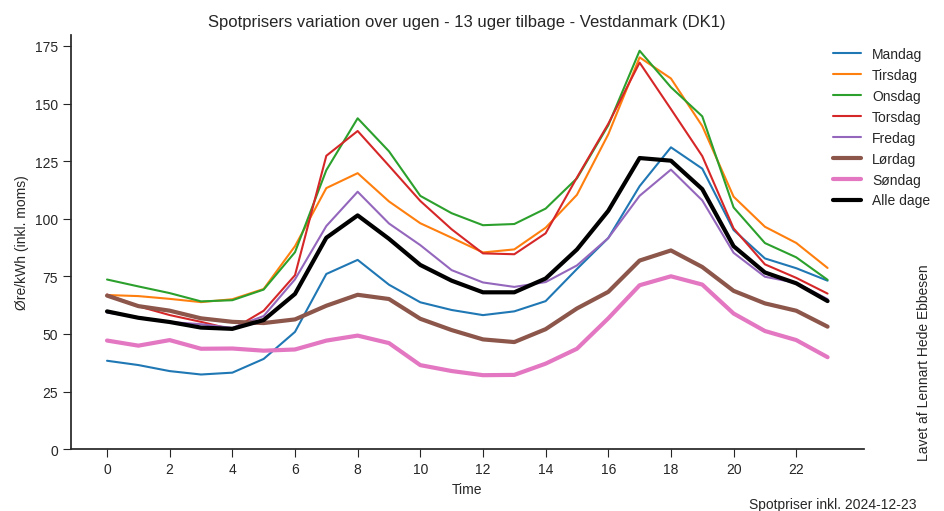 Spotprisers variation over ugen - 13 uger tilbage - Vestdanmark (DK1)
Øre/kWh (inkl. moms)
175
150
125
100
75
50
25
0
0 2 4 6 8 10 12 14 16 18 20 22
Time
Mandag
Tirsdag
Onsdag
Torsdag
Fredag
Lørdag
Søndag
Alle dage
Lavet af Lennart Hede Ebbesen
Spotpriser inkl. 2024-12-23